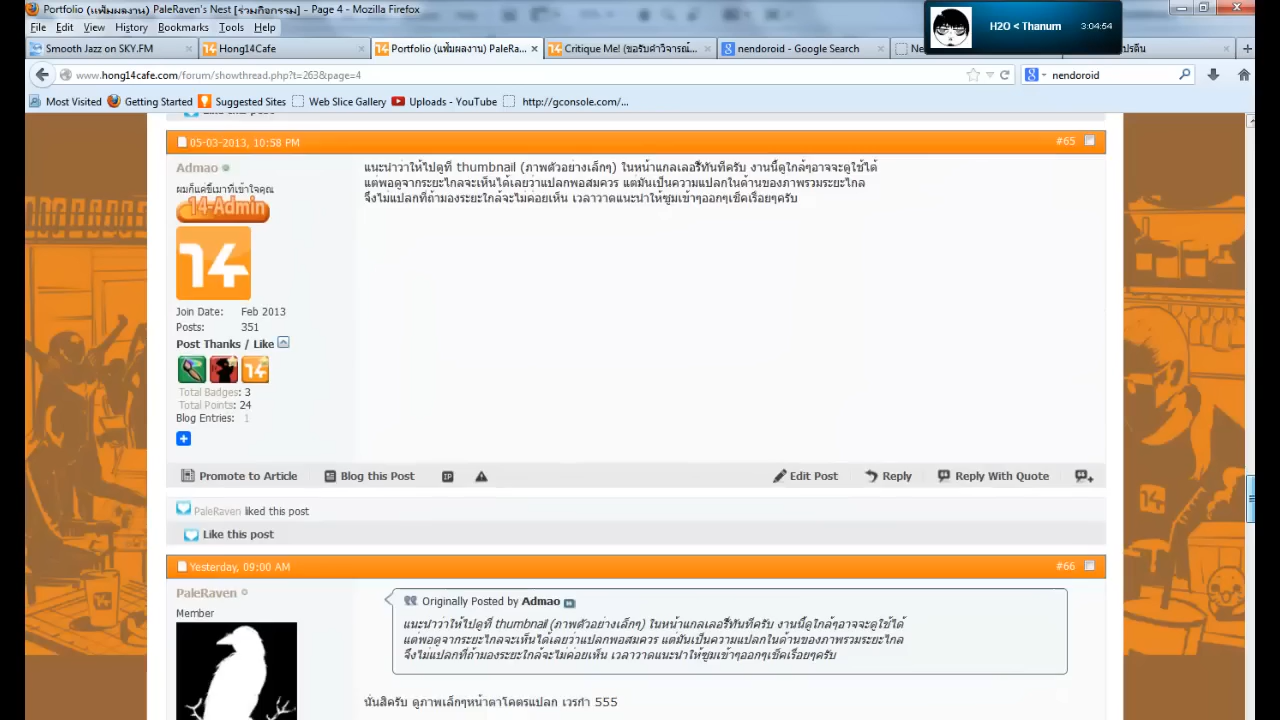 Portfolio (แฟ้มผลงาน) PaleRaven's Nest [ร่วมกิจกรรม] - Page 4 - Mozilla Firefox
File Edit View History Bookmarks Tools Help
H2O < Thanum
3:04:54
Smooth Jazz on SKY.FM
Hong14Cafe
Portfolio (แฟ้มผลงาน) PaleRa...
Critique Me! (ขอรับคำวิจารณ์...
nendoroid - Google Search
www.hong14cafe.com/forum/showthread.php?t=263&page=4
nendoroid
Most Visited Getting Started Suggested Sites Web Slice Gallery Uploads - YouTube http://gconsole.com/...
05-03-2013, 10:58 PM
#65
Admao
ผมก็แค่ขี้เมาที่เข้าใจคุณ
14-Admin
14
Join Date: Feb 2013
Posts: 351
Post Thanks / Like
14
Total Badges: 3
Total Points: 24
Blog Entries: 1
แนะนำว่าให้ไปดูที่ thumbnail (ภาพตัวอย่างเล็กๆ) ในหน้าแกลเลอรี่ทันทีครับ งานนี้ดูใกล้ๆอาจจะดูใช้ได้
แต่พอดูจากระยะไกลจะเห็นได้เลยว่าแปลกพอสมควร แต่มันเป็นความแปลกในด้านของภาพรวมระยะไกล
จึงไม่แปลกที่ถ้ามองระยะใกล้จะไม่ค่อยเห็น เวลาวาดแนะนำให้ซูมเข้าๆออกๆเช็คเรื่อยๆครับ
Promote to Article Blog this Post IP Edit Post Reply Reply With Quote
PaleRaven liked this post
Like this post
Yesterday, 09:00 AM
#66
PaleRaven
Member
Originally Posted by Admao
แนะนำว่าให้ไปดูที่ thumbnail (ภาพตัวอย่างเล็กๆ) ในหน้าแกลเลอรี่ทันทีครับ งานนี้ดูใกล้ๆอาจจะดูใช้ได้
แต่พอดูจากระยะไกลจะเห็นได้เลยว่าแปลกพอสมควร แต่มันเป็นความแปลกในด้านของภาพรวมระยะไกล
จึงไม่แปลกที่ถ้ามองระยะใกล้จะไม่ค่อยเห็น เวลาวาดแนะนำให้ซูมเข้าๆออกๆเช็คเรื่อยๆครับ
นั่นสิครับ ดูภาพเล็กๆหน้าตาโคตรแปลก เวรกำ 555